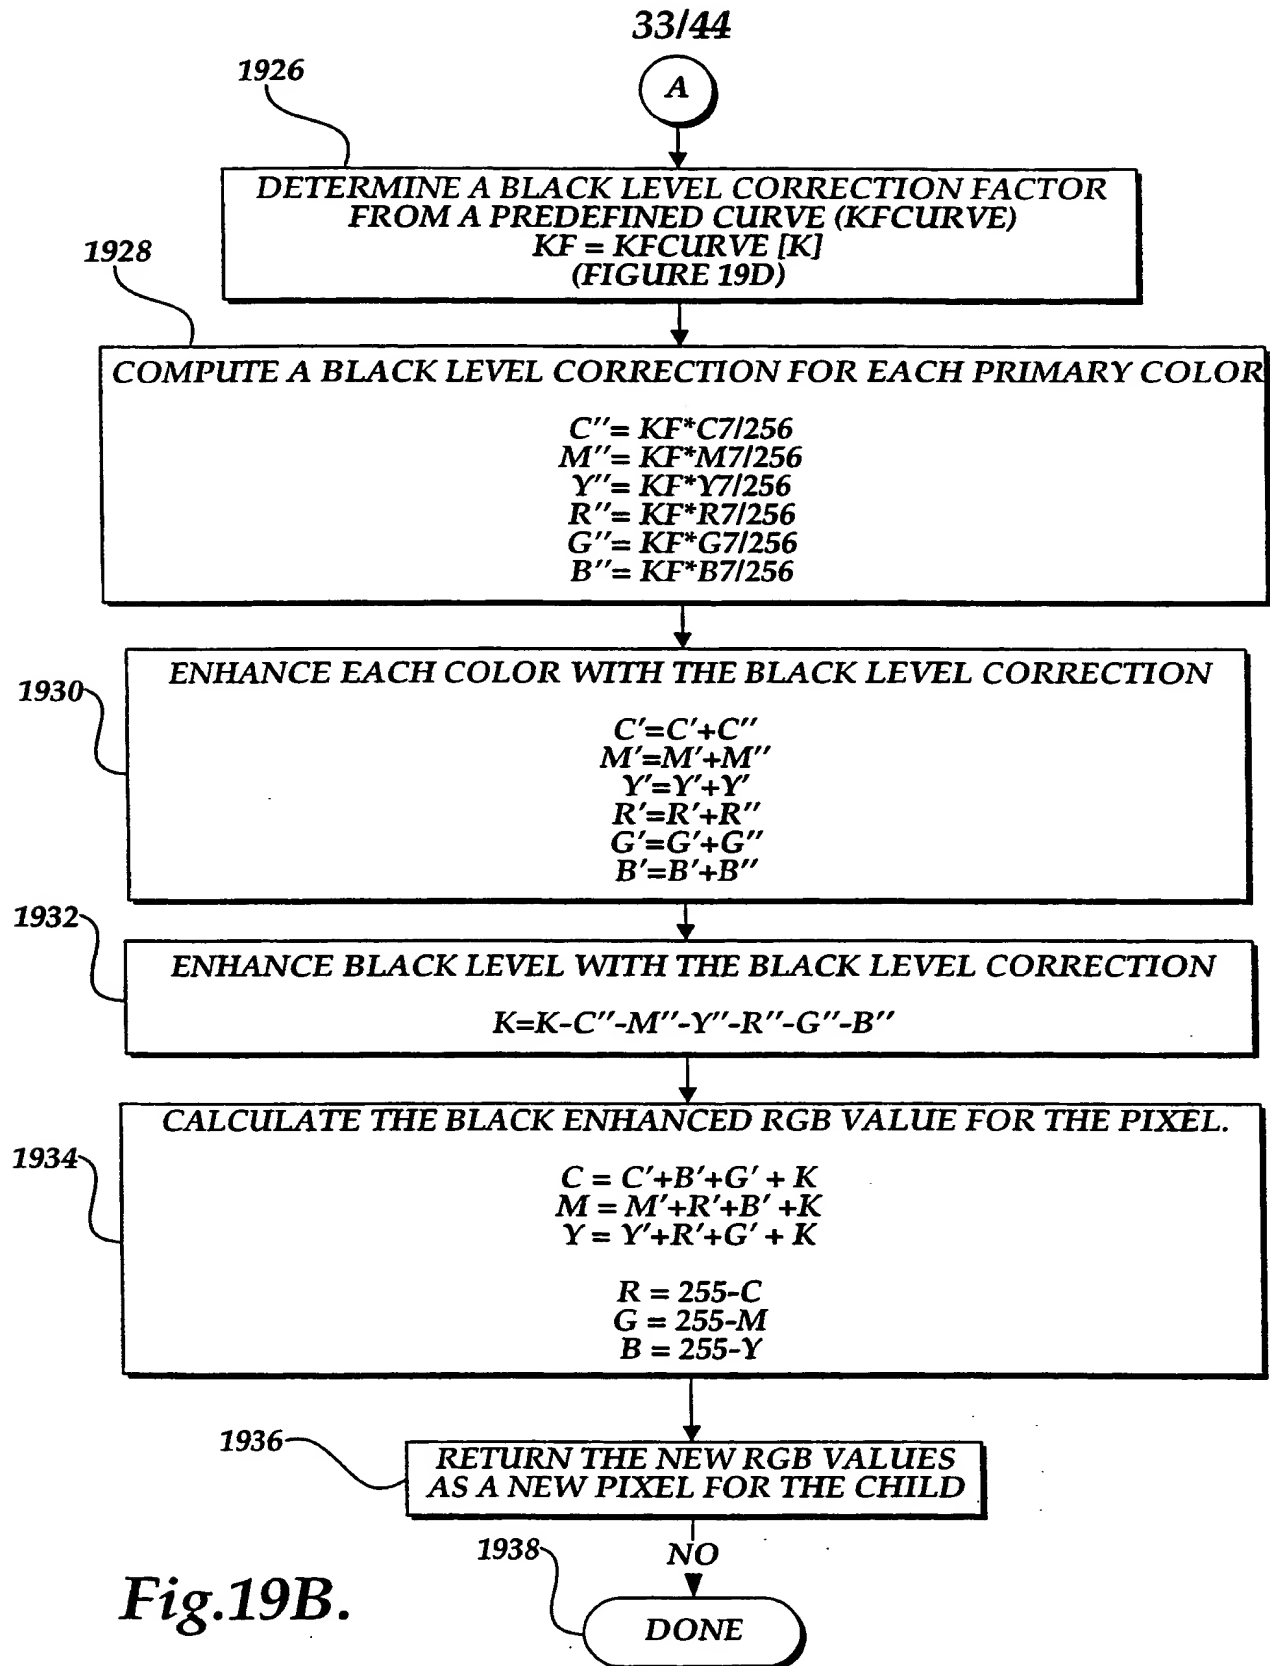 33/44
A
1926
DETERMINE A BLACK LEVEL CORRECTION FACTOR
FROM A PREDEFINED CURVE (KFCURVE)
KF = KFCURVE [K]
(FIGURE 19D)
1928
COMPUTE A BLACK LEVEL CORRECTION FOR EACH PRIMARY COLOR
C''= KF*C7/256
M''= KF*M7/256
Y''= KF*Y7/256
R''= KF*R7/256
G''= KF*G7/256
B''= KF*B7/256
1930
ENHANCE EACH COLOR WITH THE BLACK LEVEL CORRECTION
C'=C'+C''
M'=M'+M''
Y'=Y'+Y'
R'=R'+R''
G'=G'+G''
B'=B'+B''
1932
ENHANCE BLACK LEVEL WITH THE BLACK LEVEL CORRECTION
K=K-C''-M''-Y''-R''-G''-B''
1934
CALCULATE THE BLACK ENHANCED RGB VALUE FOR THE PIXEL.
C = C'+B'+G' + K
M = M'+R'+B' +K
Y = Y'+R'+G' + K
R = 255-C
G = 255-M
B = 255-Y
1936
RETURN THE NEW RGB VALUES
AS A NEW PIXEL FOR THE CHILD
NO
1938
DONE
Fig.19B.